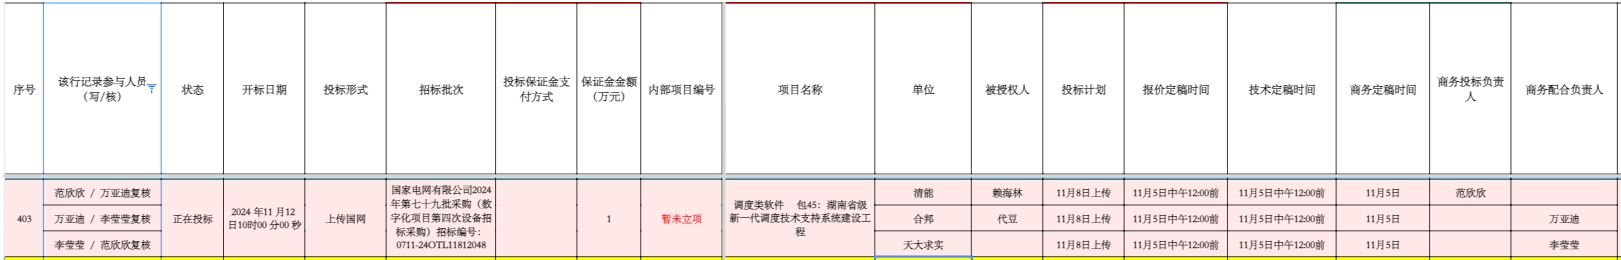 序号
该行记录参与人员
（写/核）
状态
开标日期
投标形式
招标批次
投标保证金支
付方式
保证金金额
（万元）
内部项目编号
项目名称
单位
被授权人
投标计划
报价定稿时间
技术定稿时间
商务定稿时间
商务投标负责
人
商务配合负责人
403
范欣欣 / 万亚迪复核
万亚迪 / 李莹莹复核
李莹莹 / 范欣欣复核
正在投标
2024 年11 月12
日10时00 分00 秒
上传国网
国家电网有限公司2024
年第七十九批采购（数
字化项目第四次设备招
标采购）招标编号：
0711-24OTL11812048
1
暂未立项
调度类软件 包45：湖南省级
新一代调度技术支持系统建设工
程
清能
赖海林
11月8日上传
11月5日中午12:00前
11月5日中午12:00前
11月5日
范欣欣
合邦
代豆
11月8日上传
11月5日中午12:00前
11月5日中午12:00前
11月5日
万亚迪
天大求实
11月8日上传
11月5日中午12:00前
11月5日中午12:00前
11月5日
李莹莹